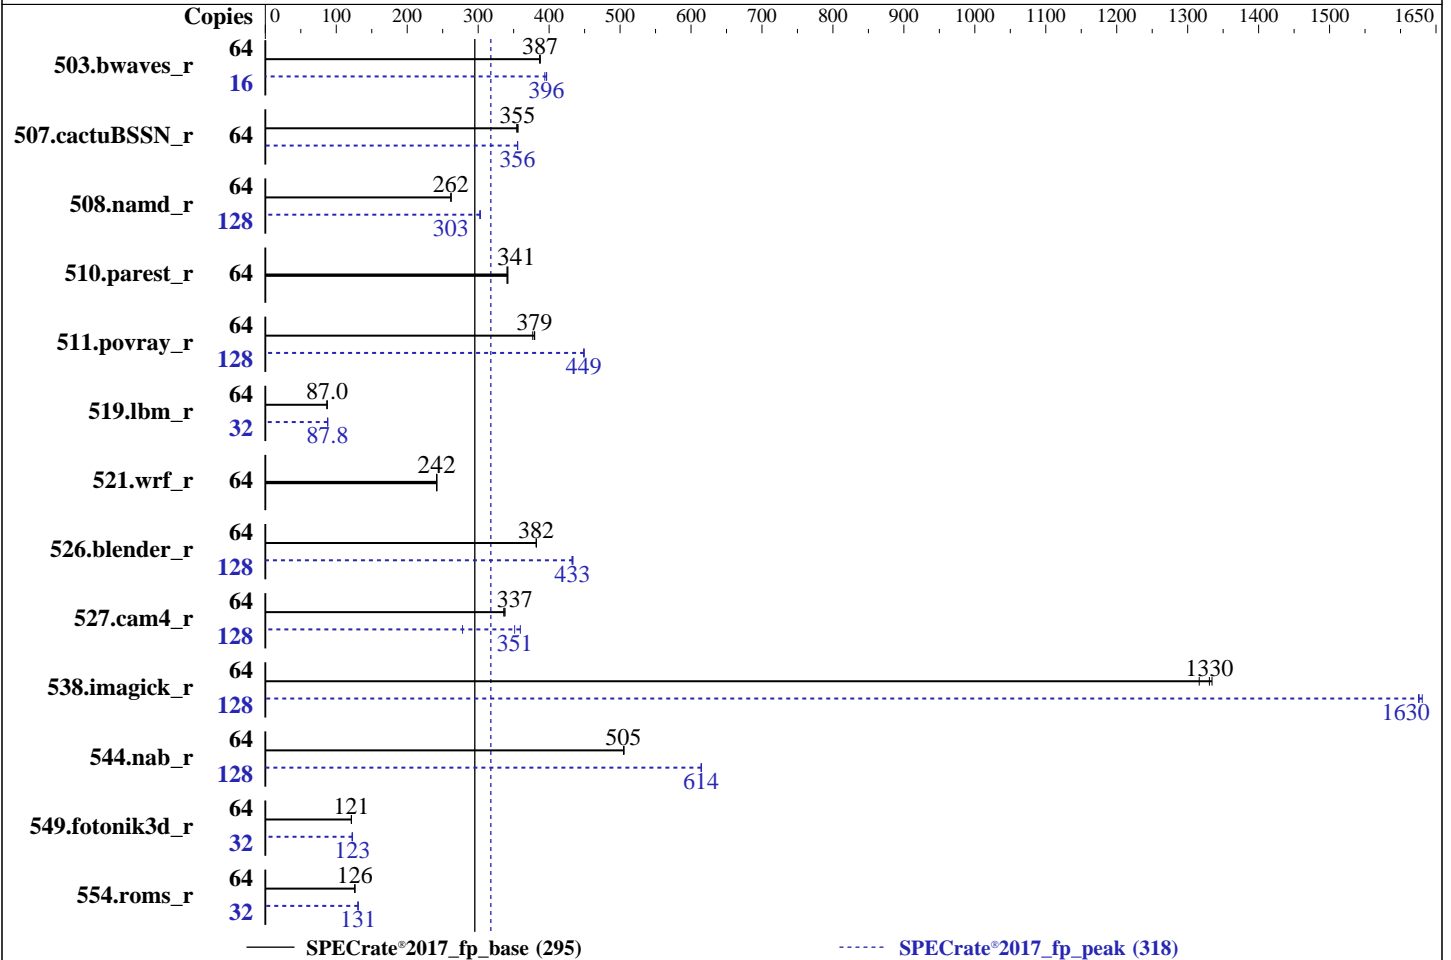 Copies 0 100 200 300 400 500 600 700 800 900 1000 1100 1200 1300 1400 1500 1650
503.bwaves_r 64 387
16 396
507.cactuBSSN_r 64 355
356
508.namd_r 64 262
128 303
510.parest_r 64 341
511.povray_r 64 379
128 449
519.lbm_r 64 87.0
32 87.8
521.wrf_r 64 242
526.blender_r 64 382
128 433
527.cam4_r 64 337
128 351
538.imagick_r 64 1330
128 1630
544.nab_r 64 505
128 614
549.fotonik3d_r 64 121
32 123
554.roms_r 64 126
32 131
SPECrate®2017_fp_base (295) SPECrate®2017_fp_peak (318)